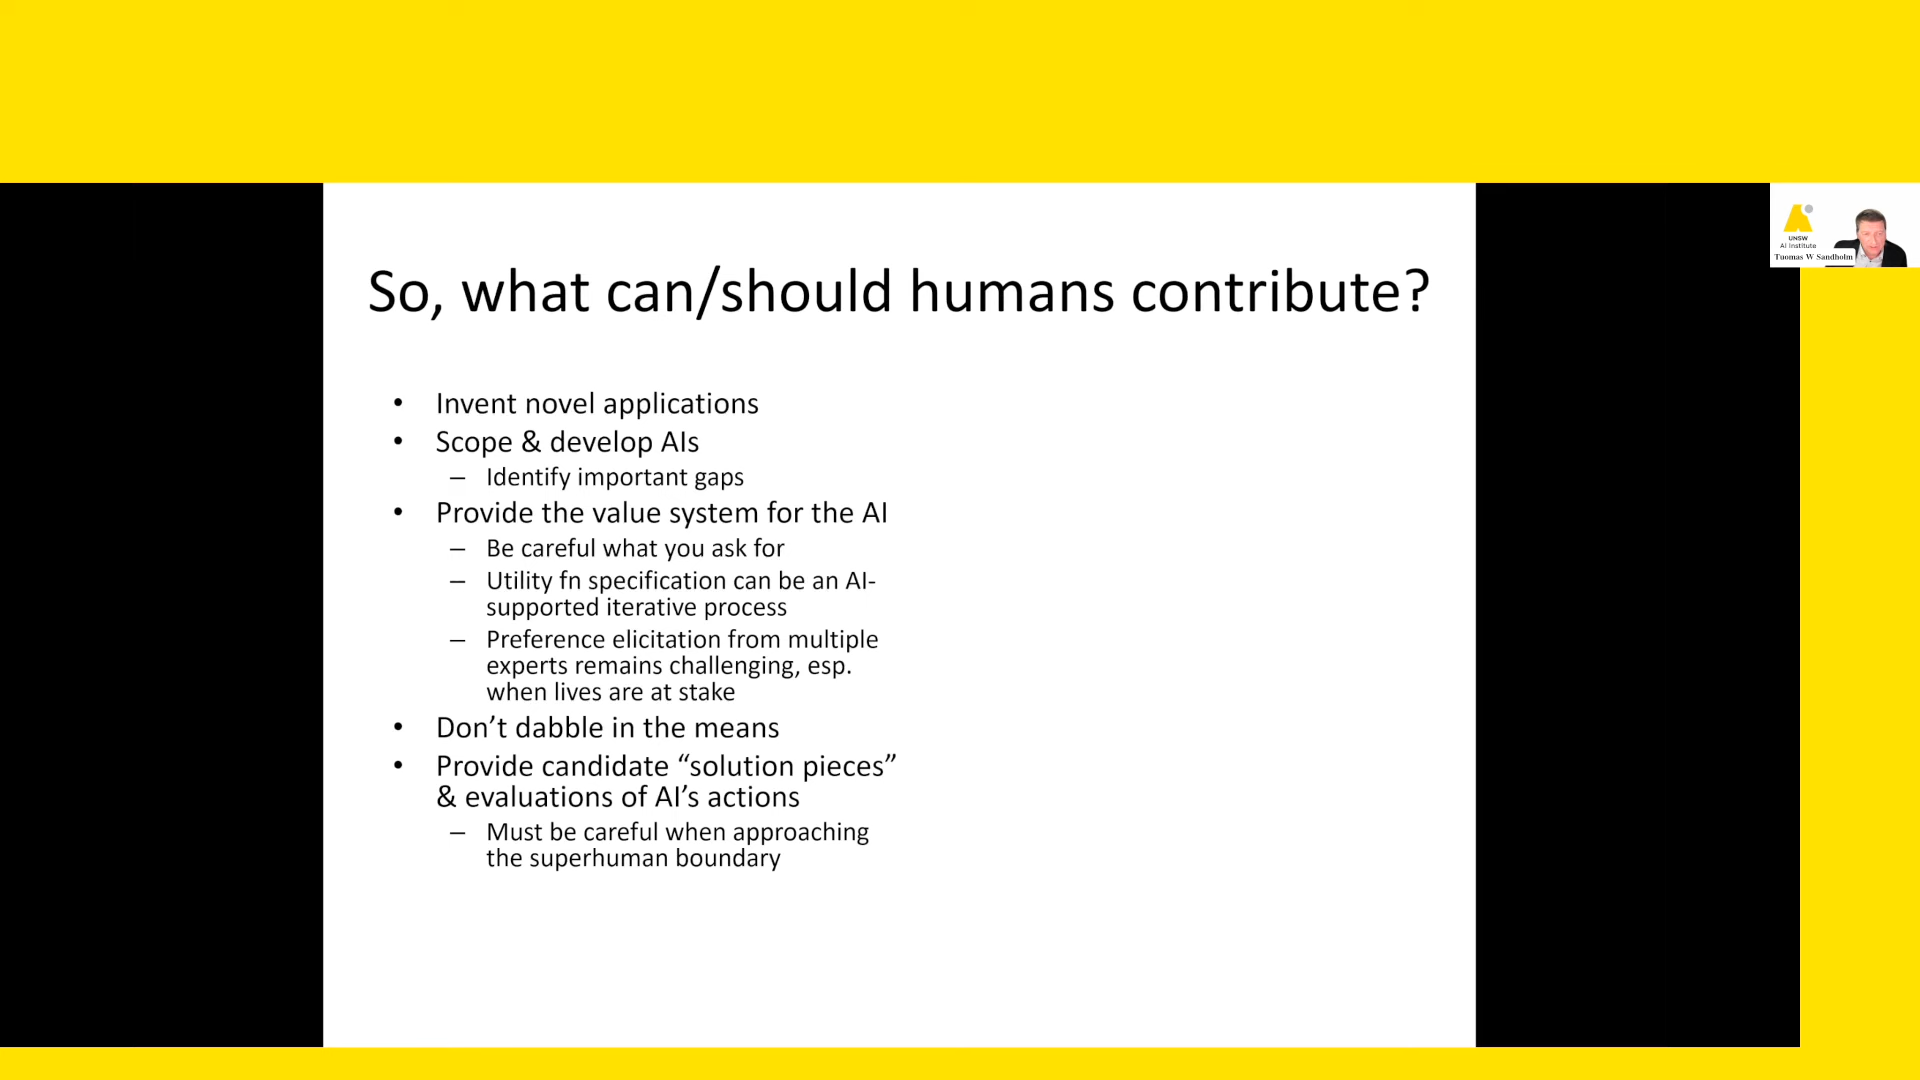 So, what can/should humans contribute?
• Invent novel applications
• Scope & develop AIs
– Identify important gaps
• Provide the value system for the AI
– Be careful what you ask for
– Utility fn specification can be an AI-
supported iterative process
– Preference elicitation from multiple
experts remains challenging, esp.
when lives are at stake
• Don’t dabble in the means
• Provide candidate “solution pieces”
& evaluations of AI’s actions
– Must be careful when approaching
the superhuman boundary
UNSW
AI Institute
Tuomas W Sandholm